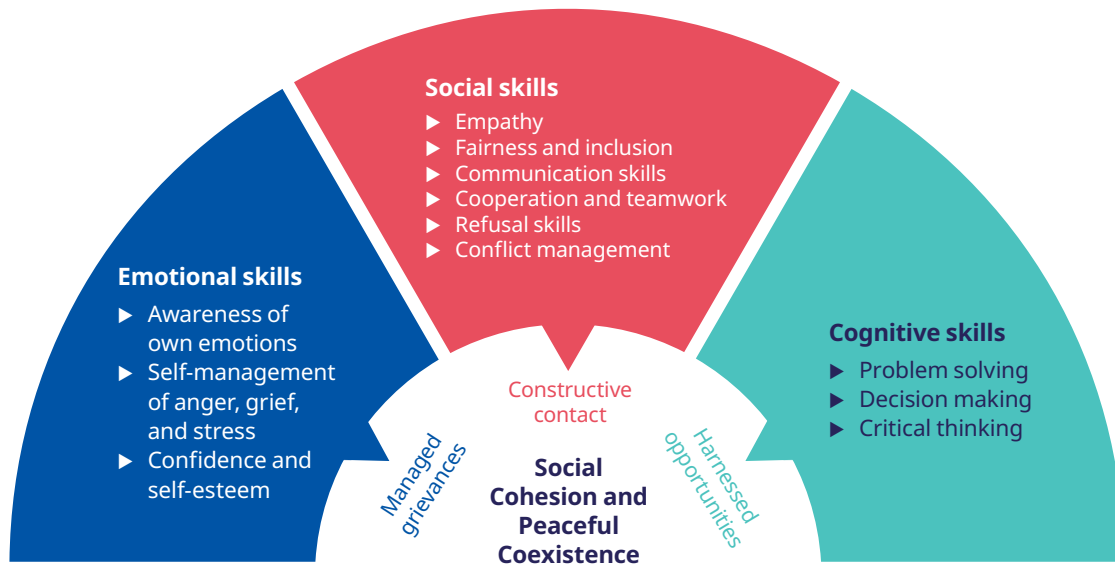 Social skills
▶ Empathy
▶ Fairness and inclusion
▶ Communication skills
▶ Cooperation and teamwork
▶ Refusal skills
▶ Conflict management
Emotional skills
▶ Awareness of
own emotions
▶ Self-management
of anger, grief,
and stress
▶ Confidence and
self-esteem
Cognitive skills
▶ Problem solving
▶ Decision making
▶ Critical thinking
Constructive
contact
Managed
grievances
Harnessed
opportunities
Social
Cohesion and
Peaceful
Coexistence